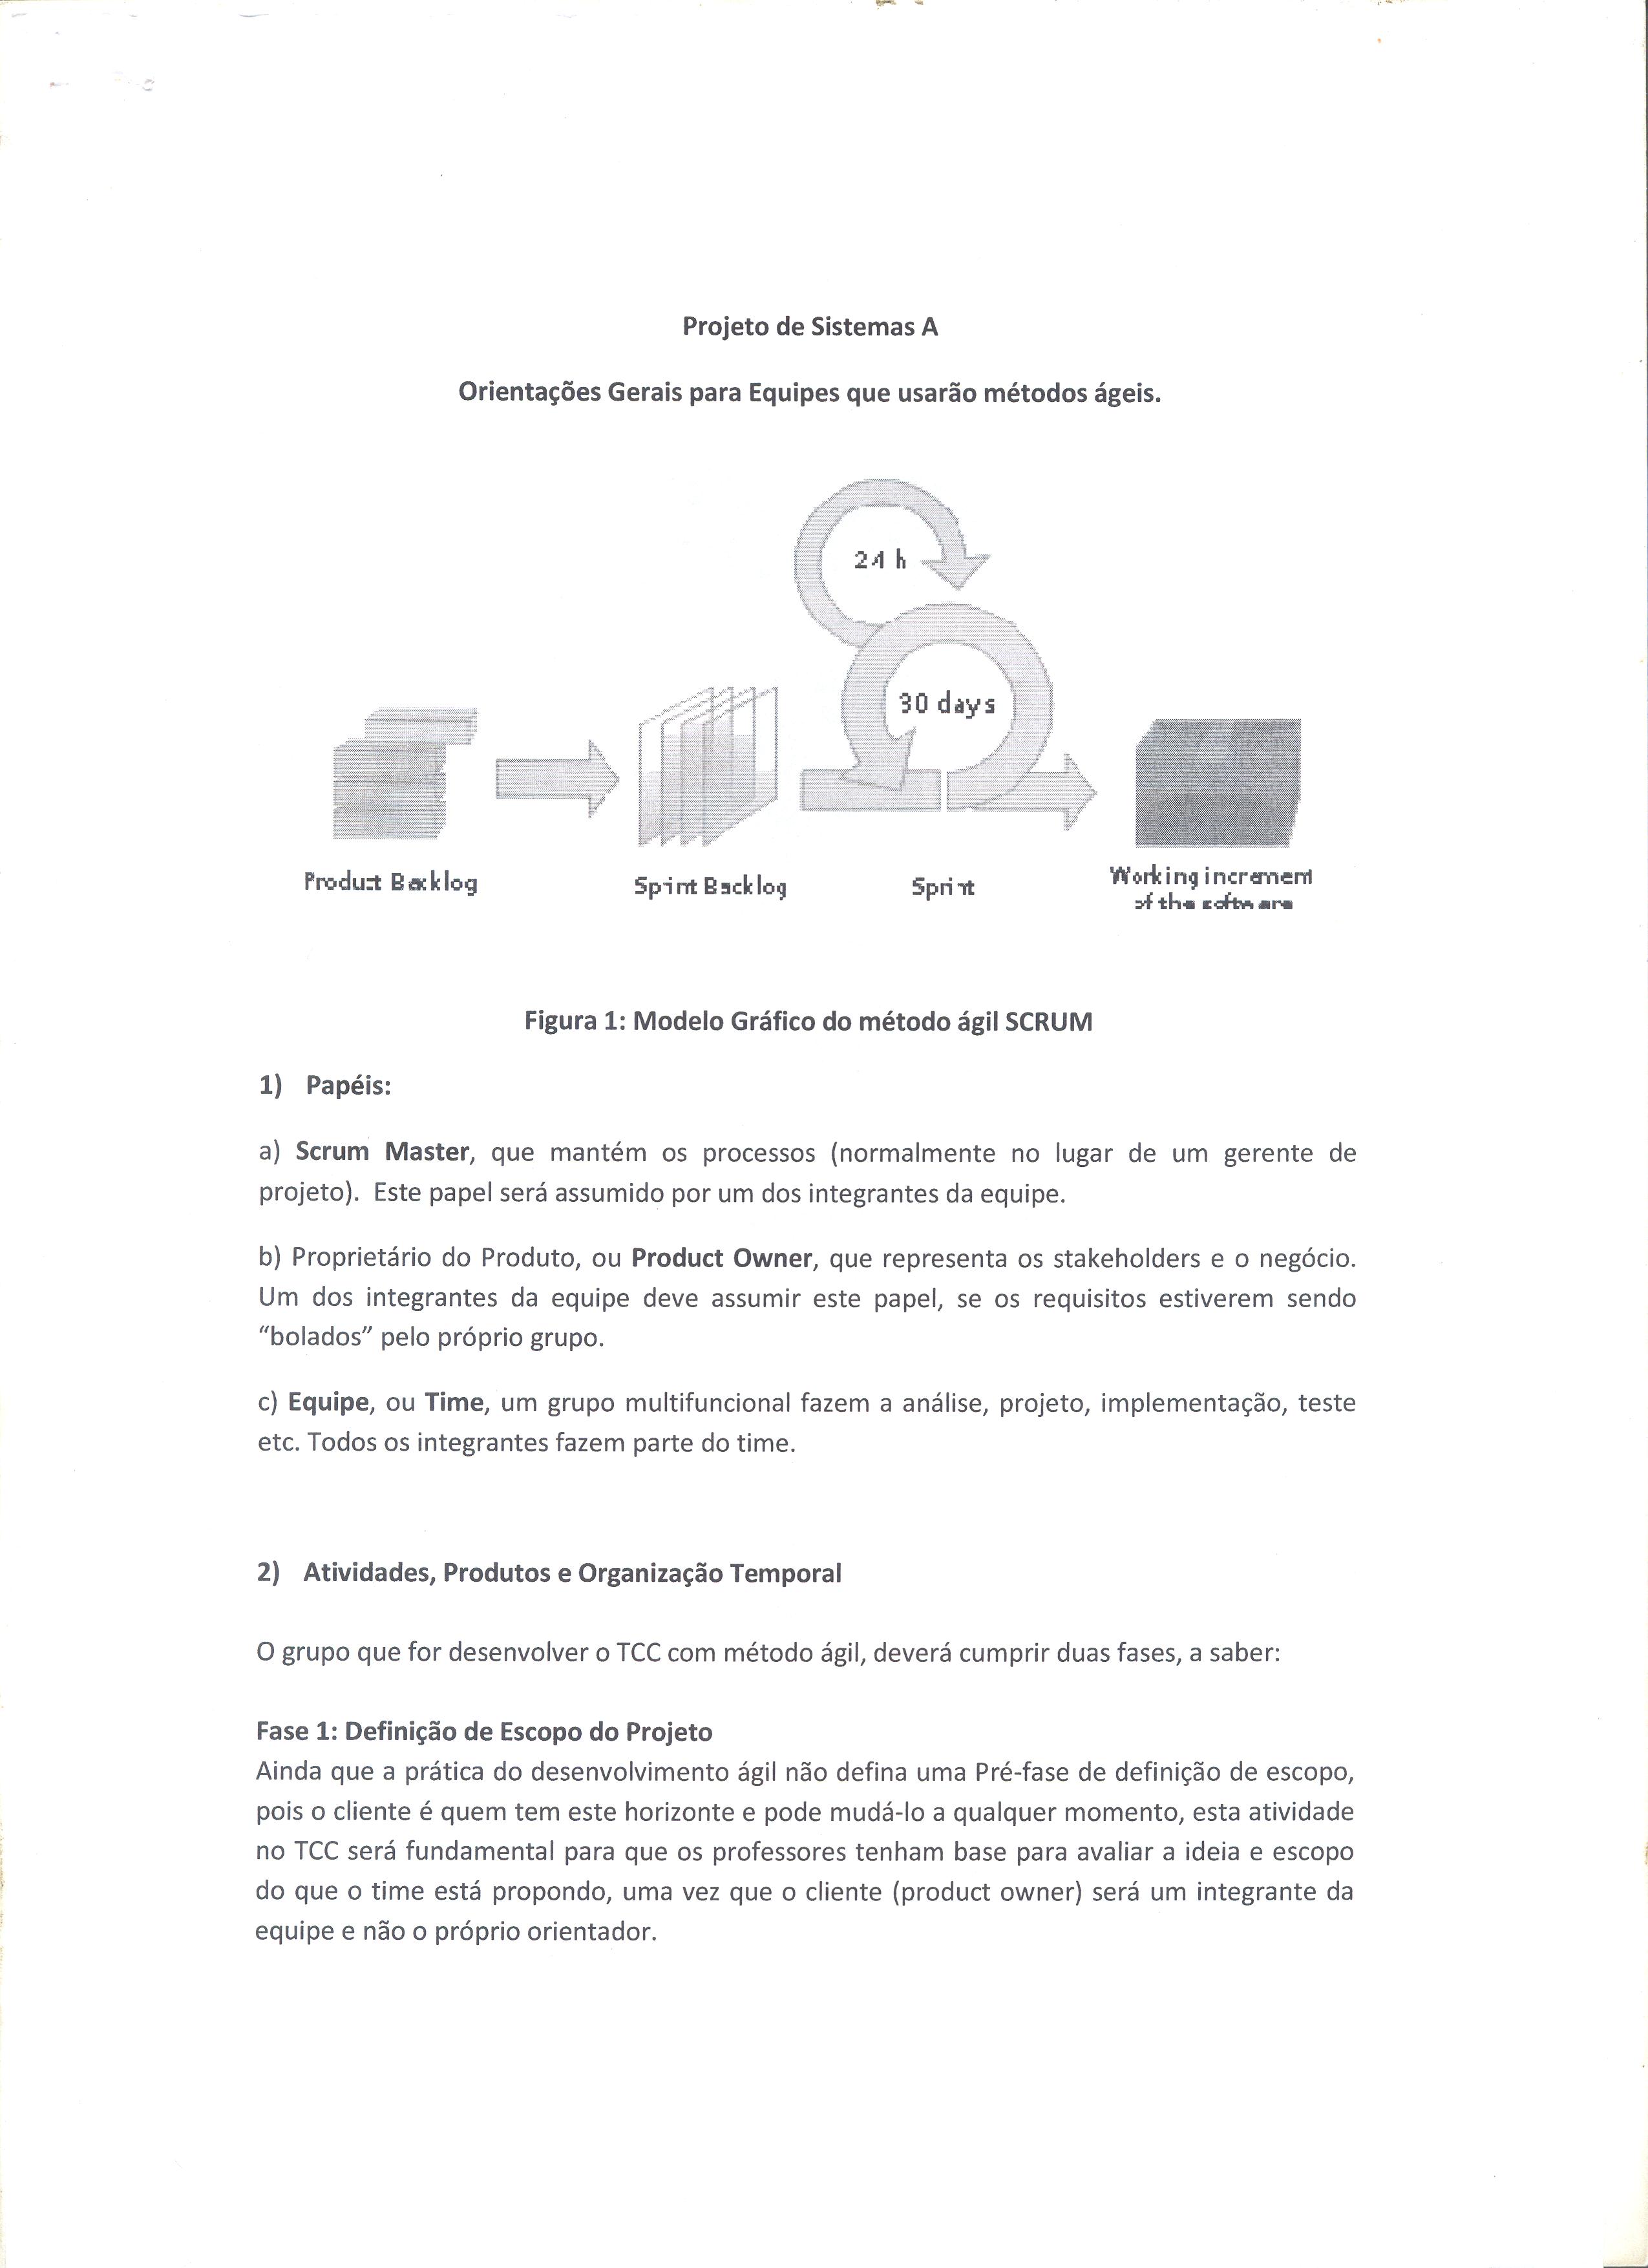 Projeto de Sistemas A
Orientações Gerais para Equipes que usarão métodos ágeis.
24 h
30 days
Product Backlog
Sprint Backlog
Sprint
Working increment
of the software
Figura 1: Modelo Gráfico do método ágil SCRUM
1) Papéis:
a) Scrum Master, que mantém os processos (normalmente no lugar de um gerente de
projeto). Este papel será assumido por um dos integrantes da equipe.
b) Proprietário do Produto, ou Product Owner, que representa os stakeholders e o negócio.
Um dos integrantes da equipe deve assumir este papel, se os requisitos estiverem sendo
“bolados” pelo próprio grupo.
c) Equipe, ou Time, um grupo multifuncional fazem a análise, projeto, implementação, teste
etc. Todos os integrantes fazem parte do time.
2) Atividades, Produtos e Organização Temporal
O grupo que for desenvolver o TCC com método ágil, deverá cumprir duas fases, a saber:
Fase 1: Definição de Escopo do Projeto
Ainda que a prática do desenvolvimento ágil não defina uma Pré-fase de definição de escopo,
pois o cliente é quem tem este horizonte e pode mudá-lo a qualquer momento, esta atividade
no TCC será fundamental para que os professores tenham base para avaliar a ideia e escopo
do que o time está propondo, uma vez que o cliente (product owner) será um integrante da
equipe e não o próprio orientador.